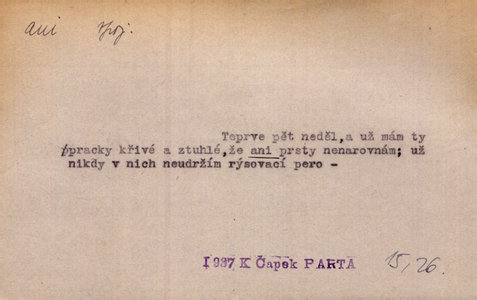 ani spoj.
Teprve pět neděl,a už mám ty
pracky křivé a ztuhlé,že ani prsty nenarovnám; už
nikdy v nich neudržím rýsovací pero -
1937 K Čapek PARTA 15/26.